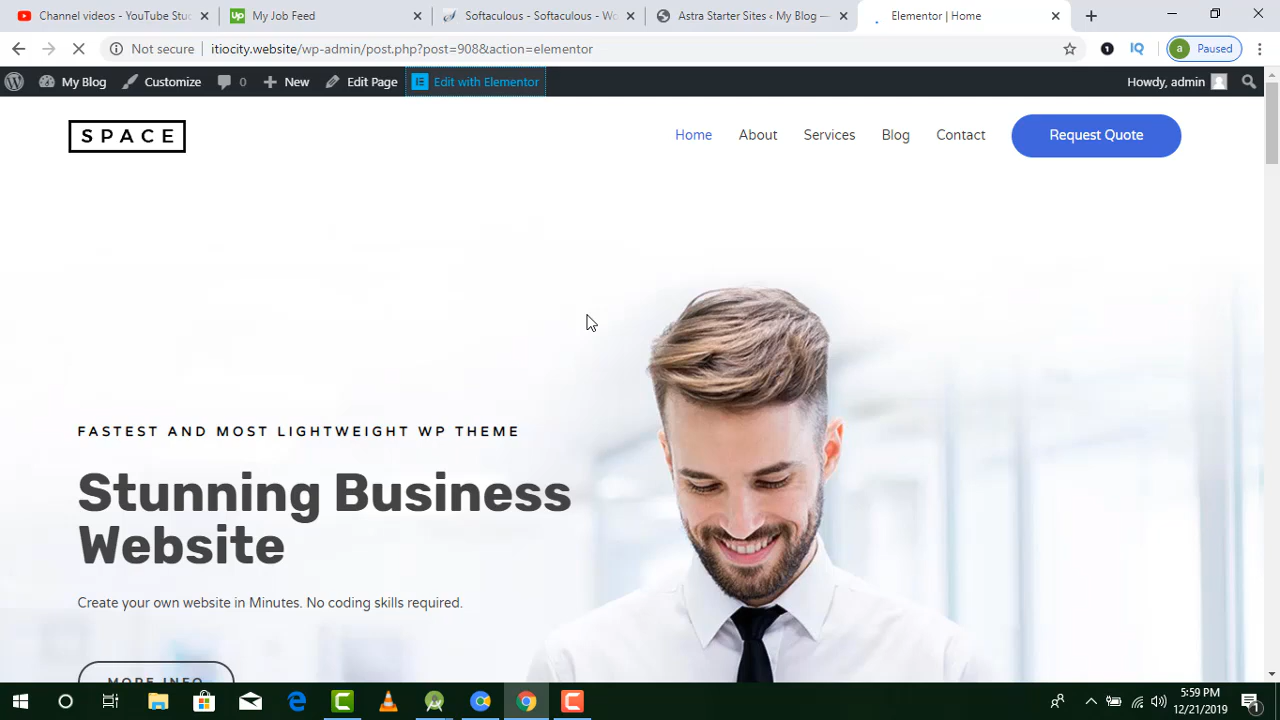 Channel videos - YouTube Stu
My Job Feed
Softaculous - Softaculous - Wo
Astra Starter Sites ‹ My Blog —
Elementor | Home
Not secure
itiocity.website/wp-admin/post.php?post=908&action=elementor
1
IQ
a
Paused
My Blog
Customize
0
New
Edit Page
Edit with Elementor
Howdy, admin
SPACE
Home
About
Services
Blog
Contact
Request Quote
FASTEST AND MOST LIGHTWEIGHT WP THEME
Stunning Business
Website
Create your own website in Minutes. No coding skills required.
MORE INFO
5:59 PM
12/21/2019
1